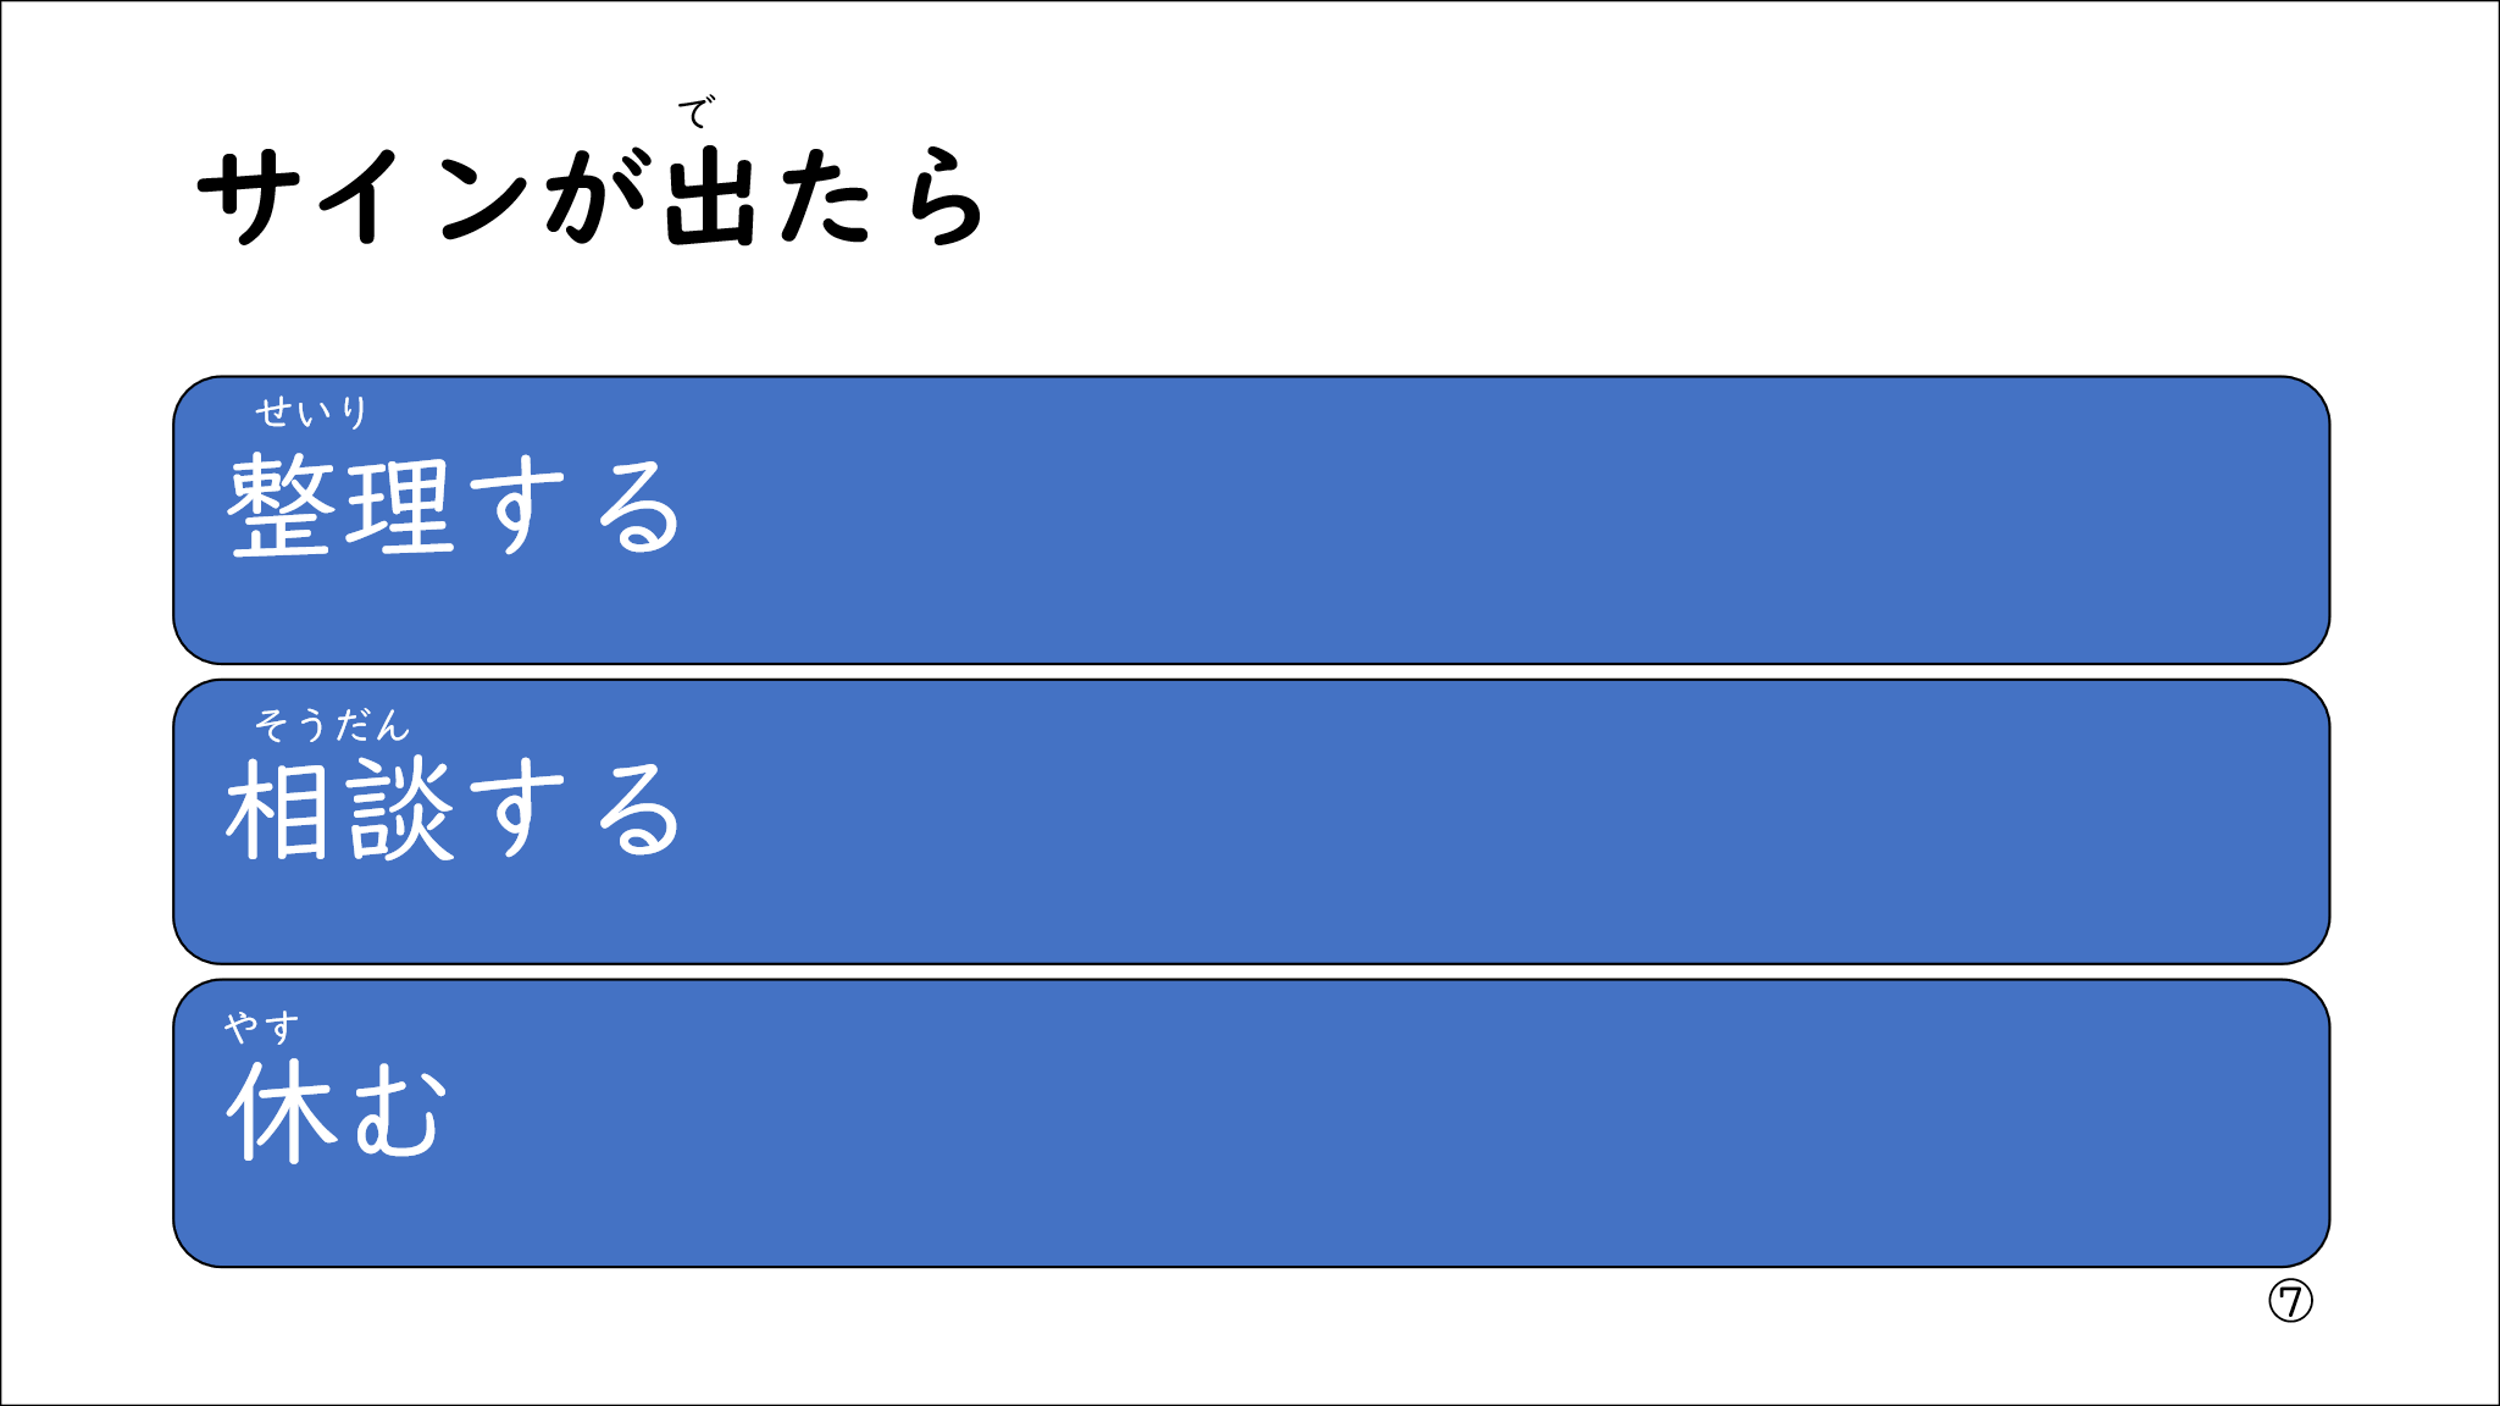 で
サインが出たら
せいり
整理する
そうだん
相談する
やす
休む
⑦